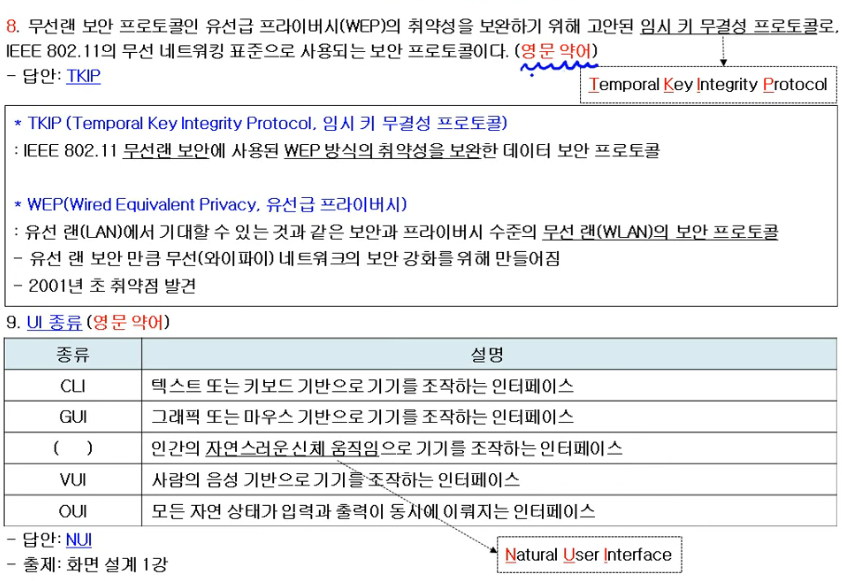 8. 무선랜 보안 프로토콜인 유선급 프라이버시(WEP)의 취약성을 보완하기 위해 고안된 임시 키 무결성 프로토콜로,
IEEE 802.11의 무선 네트워킹 표준으로 사용되는 보안 프로토콜이다. (영문 약어)
- 답안: TKIP
Temporal Key Integrity Protocol
* TKIP (Temporal Key Integrity Protocol, 임시 키 무결성 프로토콜)
: IEEE 802.11 무선랜 보안에 사용된 WEP 방식의 취약성을 보완한 데이터 보안 프로토콜
* WEP(Wired Equivalent Privacy, 유선급 프라이버시)
: 유선 랜(LAN)에서 기대할 수 있는 것과 같은 보안과 프라이버시 수준의 무선 랜(WLAN)의 보안 프로토콜
- 유선 랜 보안 만큼 무선(와이파이) 네트워크의 보안 강화를 위해 만들어짐
- 2001년 초 취약점 발견
9. UI 종류 (영문 약어)
종류 설명
CLI 텍스트 또는 키보드 기반으로 기기를 조작하는 인터페이스
GUI 그래픽 또는 마우스 기반으로 기기를 조작하는 인터페이스
( ) 인간의 자연스러운 신체 움직임으로 기기를 조작하는 인터페이스
VUI 사람의 음성 기반으로 기기를 조작하는 인터페이스
OUI 모든 자연 상태가 입력과 출력이 동시에 이뤄지는 인터페이스
- 답안: NUI
Natural User Interface
- 출제: 화면 설계 1강